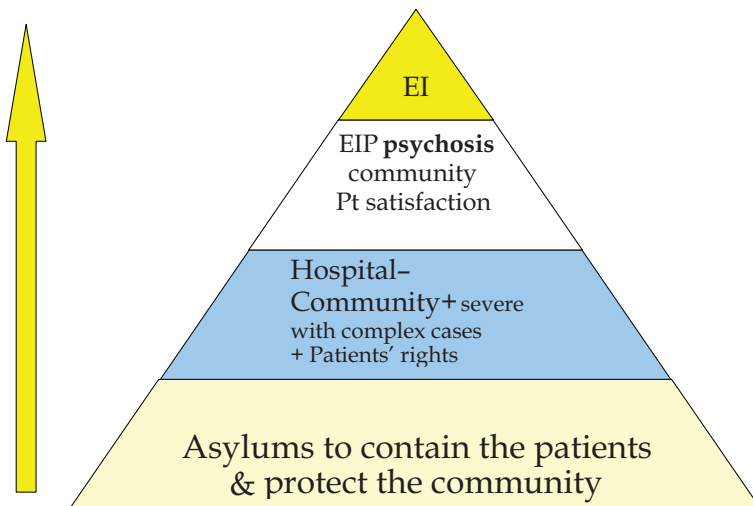 EI
EIP psychosis
community
Pt satisfaction
Hospital–
Community+ severe
with complex cases
+ Patients’ rights
Asylums to contain the patients
& protect the community